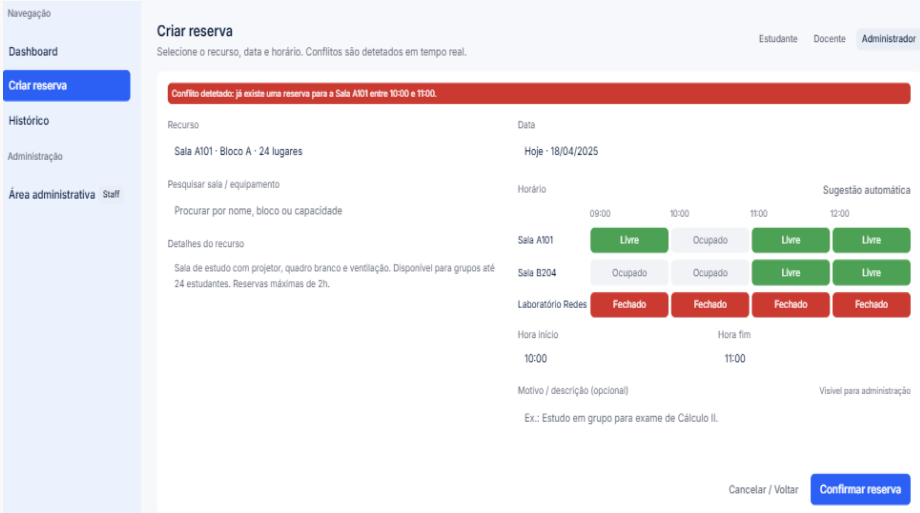 Navegação
Dashboard
Criar reserva
Histórico
Administração
Área administrativa Staff
Criar reserva
Selecione o recurso, data e horário. Conflitos são detetados em tempo real.
Estudante Docente Administrador
Conflito detetado: já existe uma reserva para a Sala A101 entre 10:00 e 11:00.
Recurso
Sala A101 · Bloco A · 24 lugares
Pesquisar sala / equipamento
Procurar por nome, bloco ou capacidade
Detalhes do recurso
Sala de estudo com projetor, quadro branco e ventilação. Disponível para grupos até
24 estudantes. Reservas máximas de 2h.
Data
Hoje · 18/04/2025
Horário Sugestão automática
09:00 10:00 11:00 12:00
Sala A101 Livre Ocupado Livre Livre
Sala B204 Ocupado Ocupado Livre Livre
Laboratório Redes Fechado Fechado Fechado Fechado
Hora início Hora fim
10:00 11:00
Motivo / descrição (opcional) Visível para administração
Ex.: Estudo em grupo para exame de Cálculo II.
Cancelar / Voltar Confirmar reserva